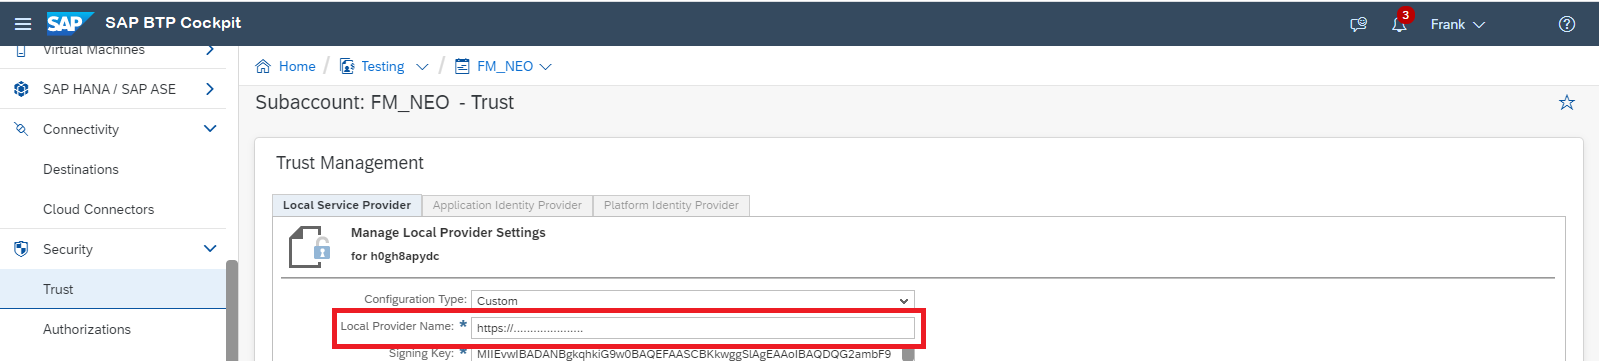 SAP SAP BTP Cockpit 3 Frank
Virtual Machines
SAP HANA / SAP ASE
Connectivity
Destinations
Cloud Connectors
Security
Trust
Authorizations
Home / Testing / FM_NEO
Subaccount: FM_NEO - Trust
Trust Management
Local Service Provider Application Identity Provider Platform Identity Provider
Manage Local Provider Settings
for h0gh8apydc
Configuration Type: Custom
Local Provider Name: * https://.....................
Signing Key: * MIIEvwIBADANBgkqhkiG9w0BAQEFAASCBKkwggSlAgEAAoIBAQDQG2ambF9